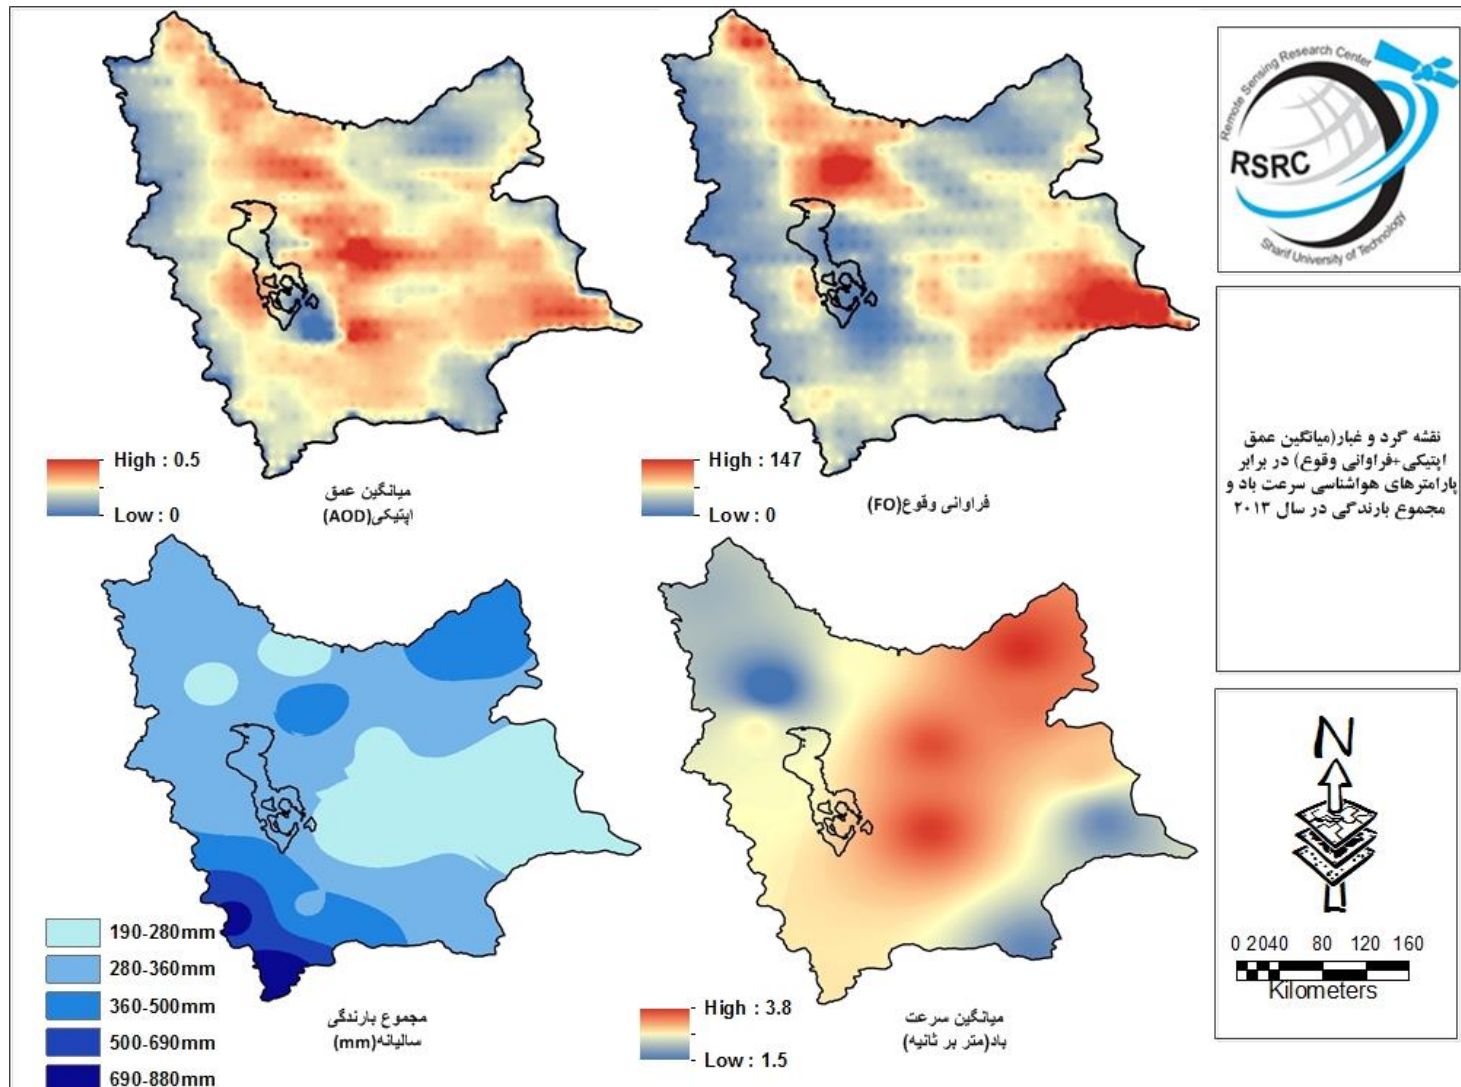 High : 0.5
Low : 0
میانگین عمق
اپتیکی(AOD)
High : 147
Low : 0
فراوانی وقوع(FO)
190-280mm
280-360mm
360-500mm
500-690mm
690-880mm
مجموع بارندگی
سالیانه(mm)
High : 3.8
Low : 1.5
میانگین سرعت
باد(متر بر ثانیه)
Remote Sensing Research Center
RSRC
Sharif University of Technology
نقشه گرد و غبار(میانگین عمق
اپتیکی+فراوانی وقوع) در برابر
پارامترهای هواشناسی سرعت باد و
مجموع بارندگی در سال ۲۰۱۳
N
0 2040 80 120 160
Kilometers